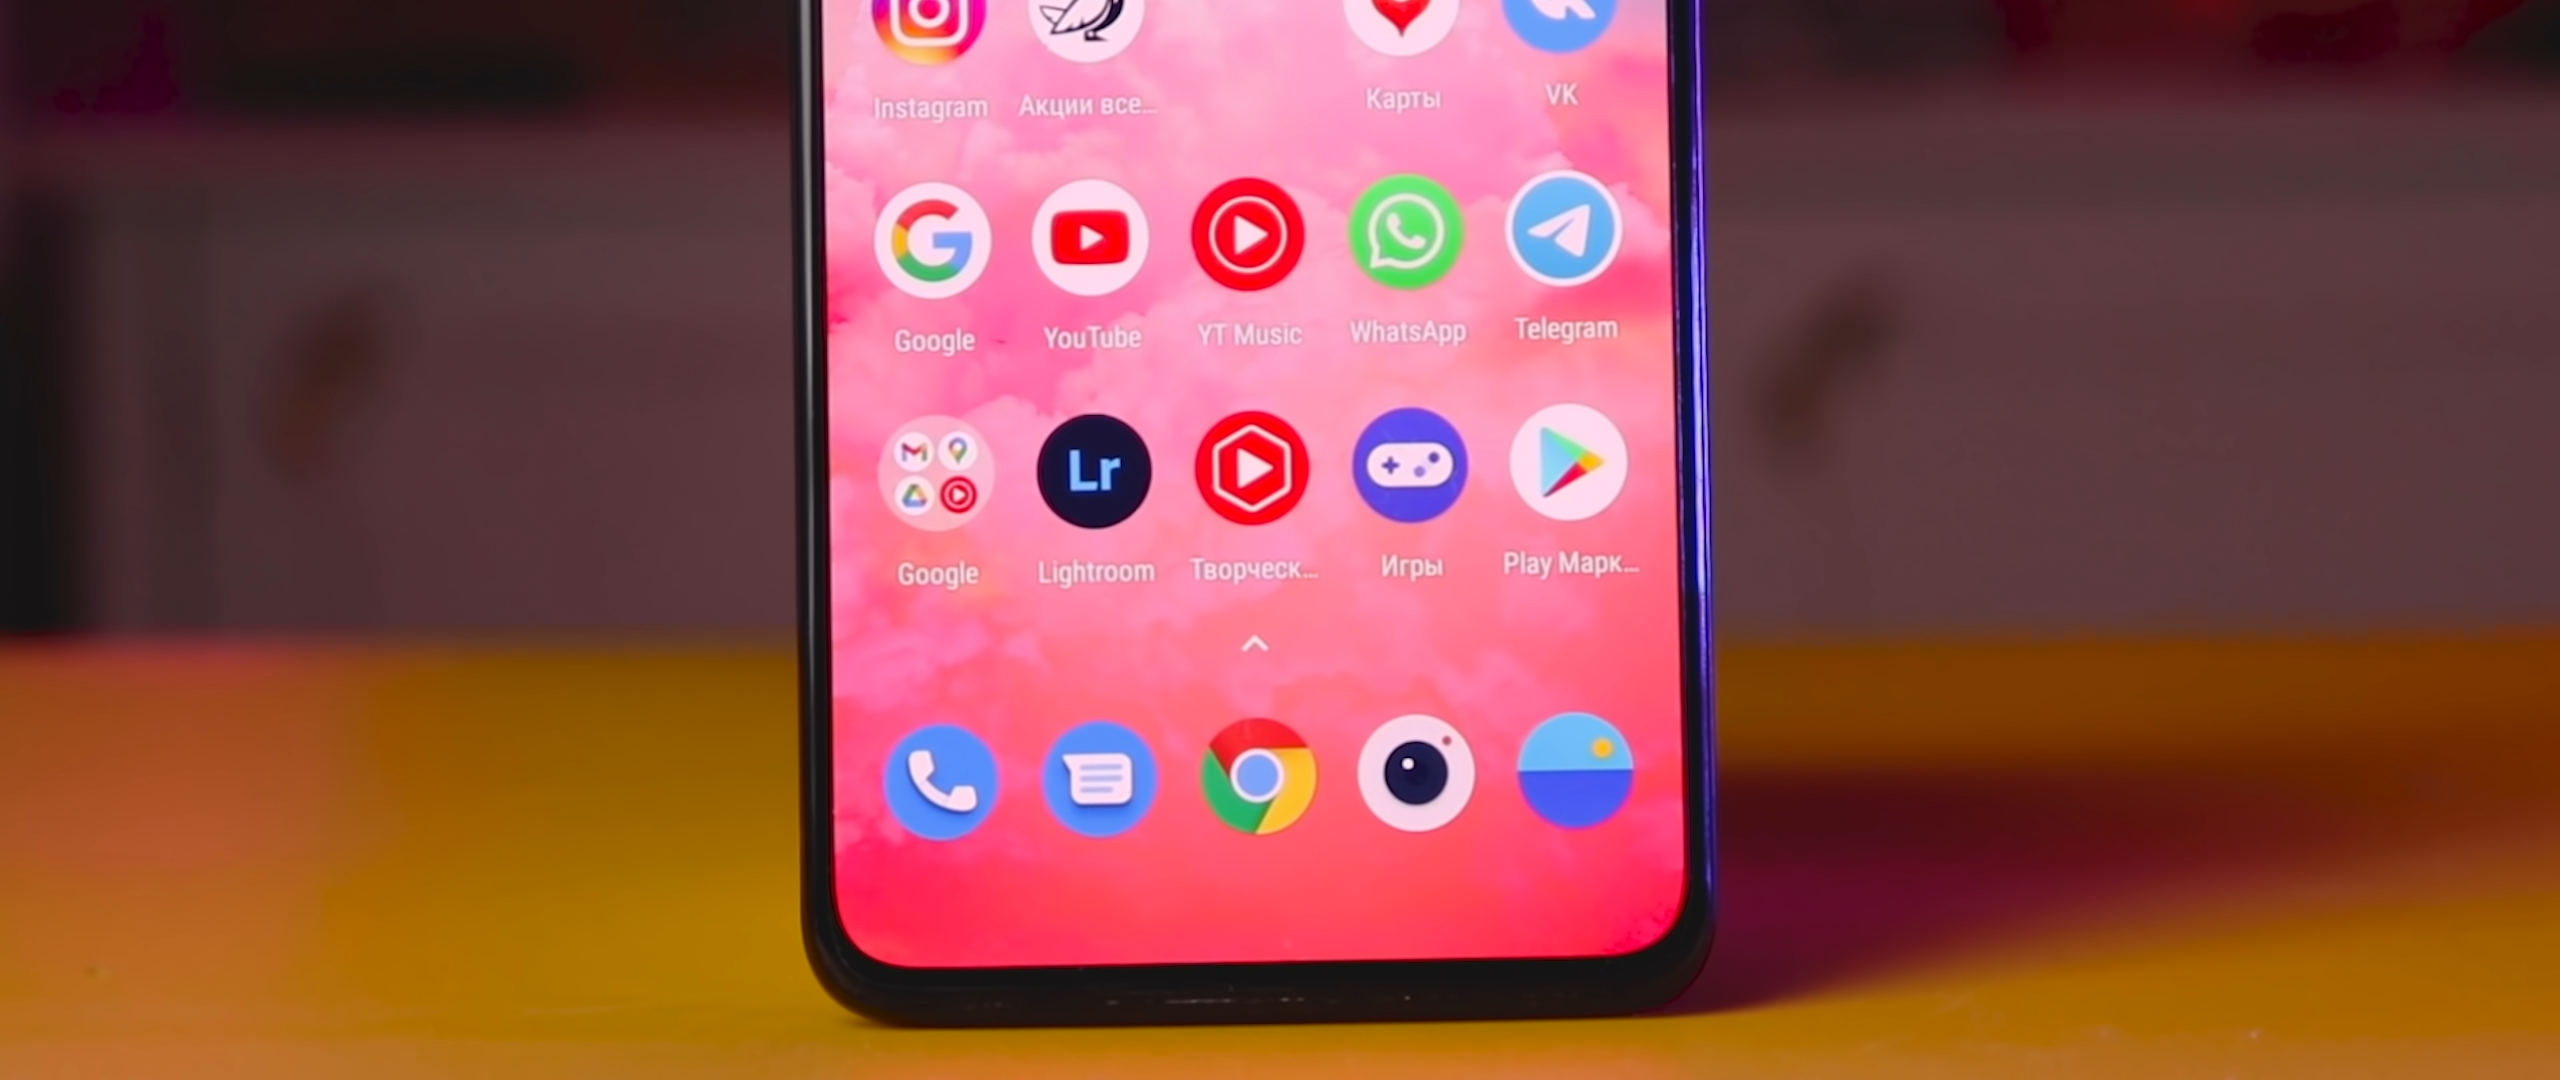 Instagram Акции все... Карты VK
Google YouTube YT Music WhatsApp Telegram
Lr
Google Lightroom Творческ... Игры Play Марк...